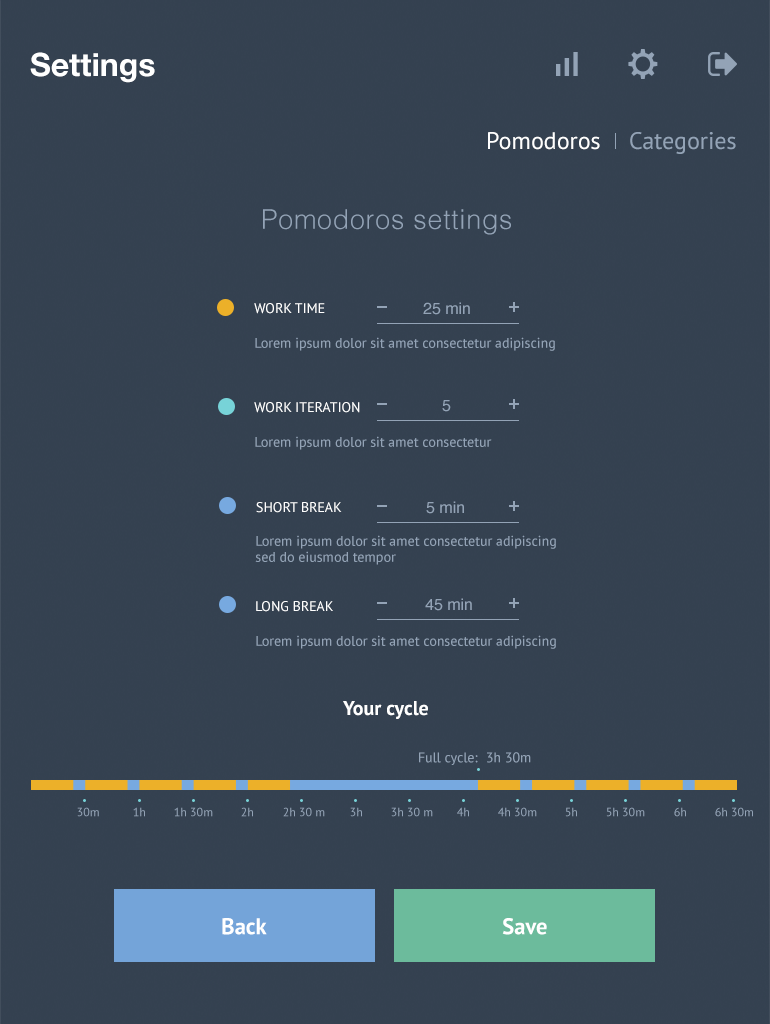 Settings
Pomodoros | Categories
Pomodoros settings
WORK TIME − 25 min +
Lorem ipsum dolor sit amet consectetur adipiscing
WORK ITERATION − 5 +
Lorem ipsum dolor sit amet consectetur
SHORT BREAK − 5 min +
Lorem ipsum dolor sit amet consectetur adipiscing
sed do eiusmod tempor
LONG BREAK − 45 min +
Lorem ipsum dolor sit amet consectetur adipiscing
Your cycle
Full cycle: 3h 30m
30m 1h 1h 30m 2h 2h 30 m 3h 3h 30 m 4h 4h 30m 5h 5h 30m 6h 6h 30m
Back Save